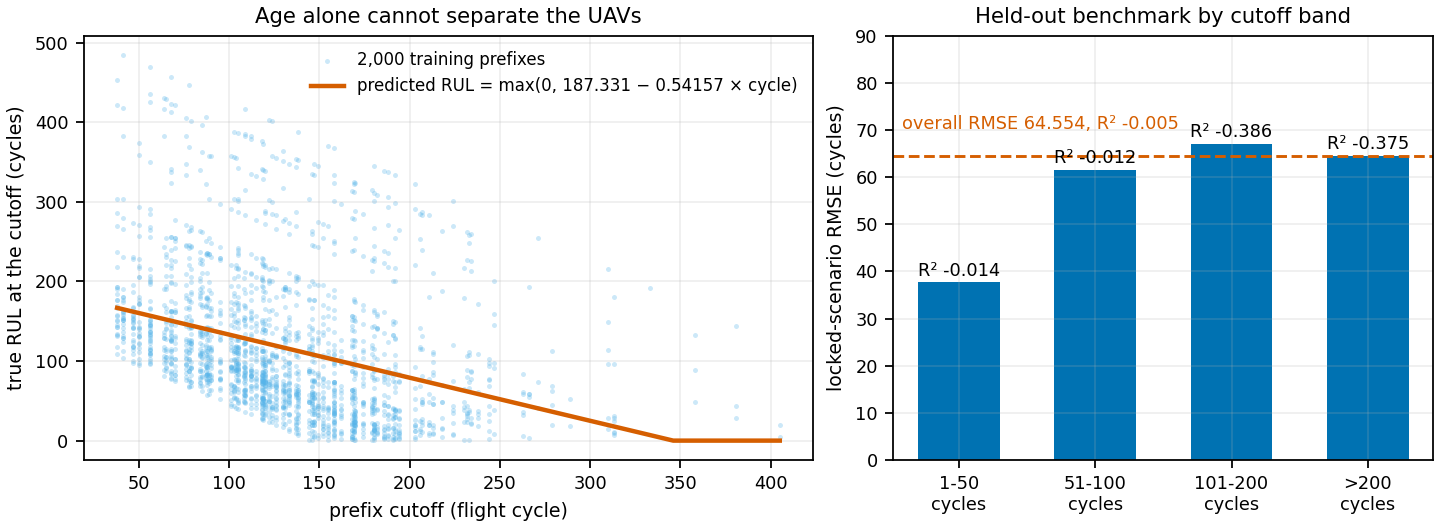 Age alone cannot separate the UAVs
500
400
300
200
100
0
true RUL at the cutoff (cycles)
2,000 training prefixes
predicted RUL = max(0, 187.331 − 0.54157 × cycle)
50
100
150
200
250
300
350
400
prefix cutoff (flight cycle)
Held-out benchmark by cutoff band
90
80
70
60
50
40
30
20
10
0
locked-scenario RMSE (cycles)
overall RMSE 64.554, R² -0.005
R² -0.014
R² -0.012
R² -0.386
R² -0.375
1-50
cycles
51-100
cycles
101-200
cycles
>200
cycles